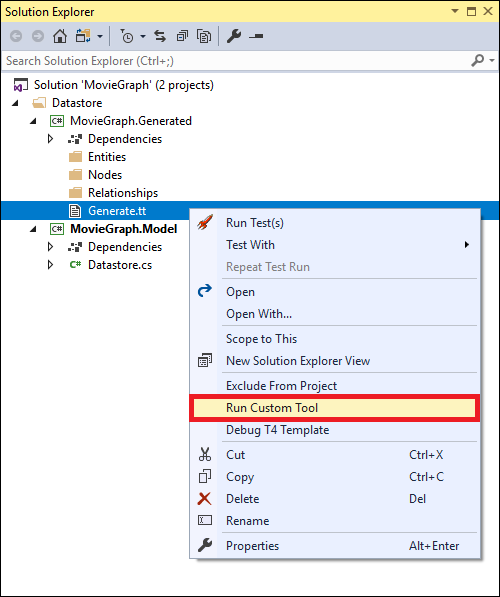 Solution Explorer
Search Solution Explorer (Ctrl+;)
Solution 'MovieGraph' (2 projects)
Datastore
C# MovieGraph.Generated
Dependencies
Entities
Nodes
Relationships
Generate.tt
C# MovieGraph.Model
Dependencies
C# Datastore.cs
Run Test(s)
Test With
Repeat Test Run
Open
Open With...
Scope to This
New Solution Explorer View
Exclude From Project
Run Custom Tool
Debug T4 Template
Cut Ctrl+X
Copy Ctrl+C
Delete Del
Rename
Properties Alt+Enter